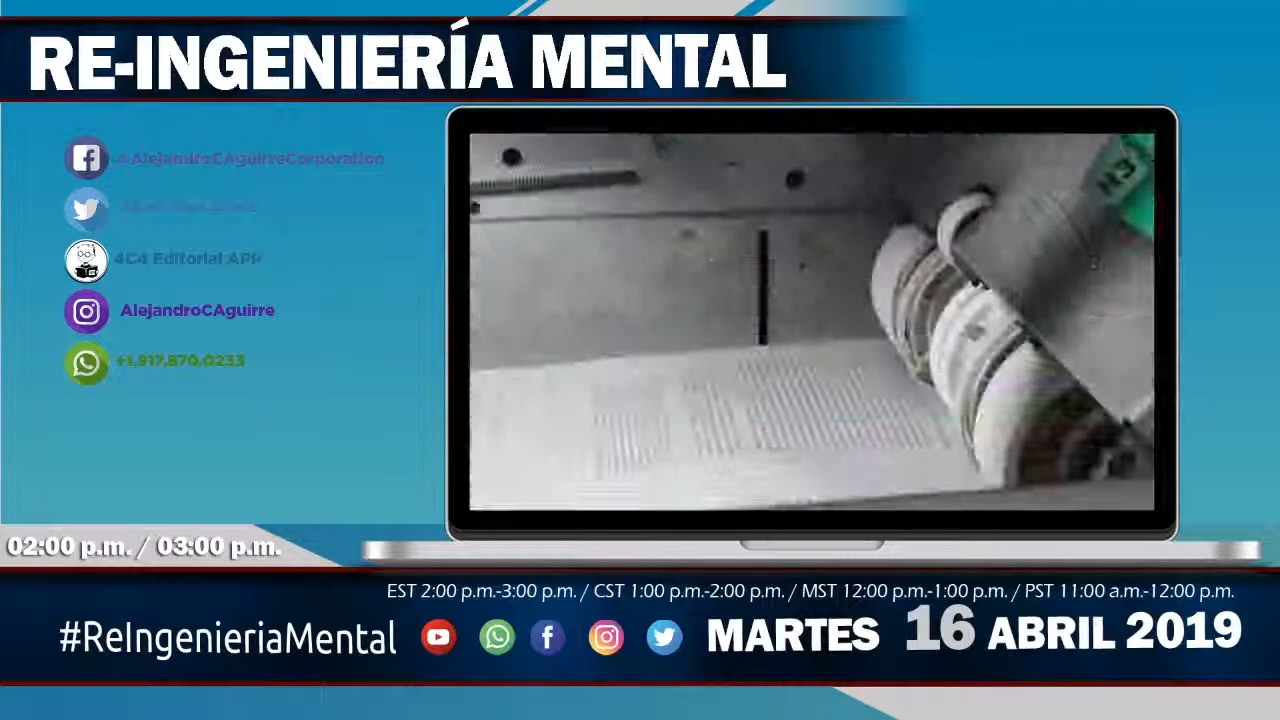 RE-INGENIERÍA MENTAL
@AlejandroCAguirreCorporation
4C4 Editorial APP
AlejandroCAguirre
+1.917.870.0233
02:00 p.m. / 03:00 p.m.
EST 2:00 p.m.-3:00 p.m. / CST 1:00 p.m.-2:00 p.m. / MST 12:00 p.m.-1:00 p.m. / PST 11:00 a.m.-12:00 p.m.
#ReIngenieriaMental
MARTES 16 ABRIL 2019